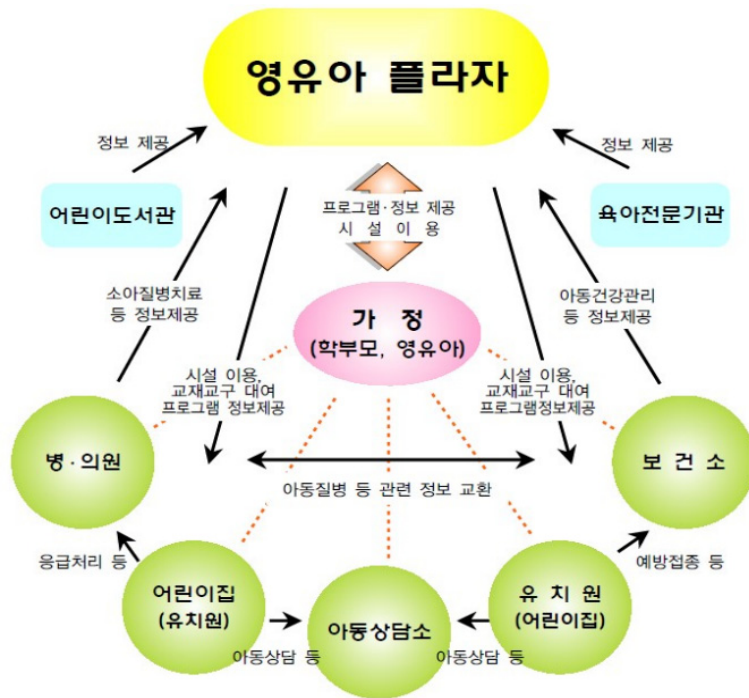 영유아 플라자
정보 제공
정보 제공
어린이도서관
프로그램·정보 제공
시 설 이 용
육아전문기관
소아질병치료
등 정보제공
아동건강관리
등 정보제공
가 정
(학부모, 영유아)
시설 이용,
교재교구 대여
프로그램 정보제공
시설 이용,
교재교구 대여
프로그램정보제공
병·의원
보 건 소
아동질병 등 관련 정보 교환
응급처리 등
예방접종 등
어린이집
(유치원)
아동상담소
유 치 원
(어린이집)
아동상담 등
아동상담 등